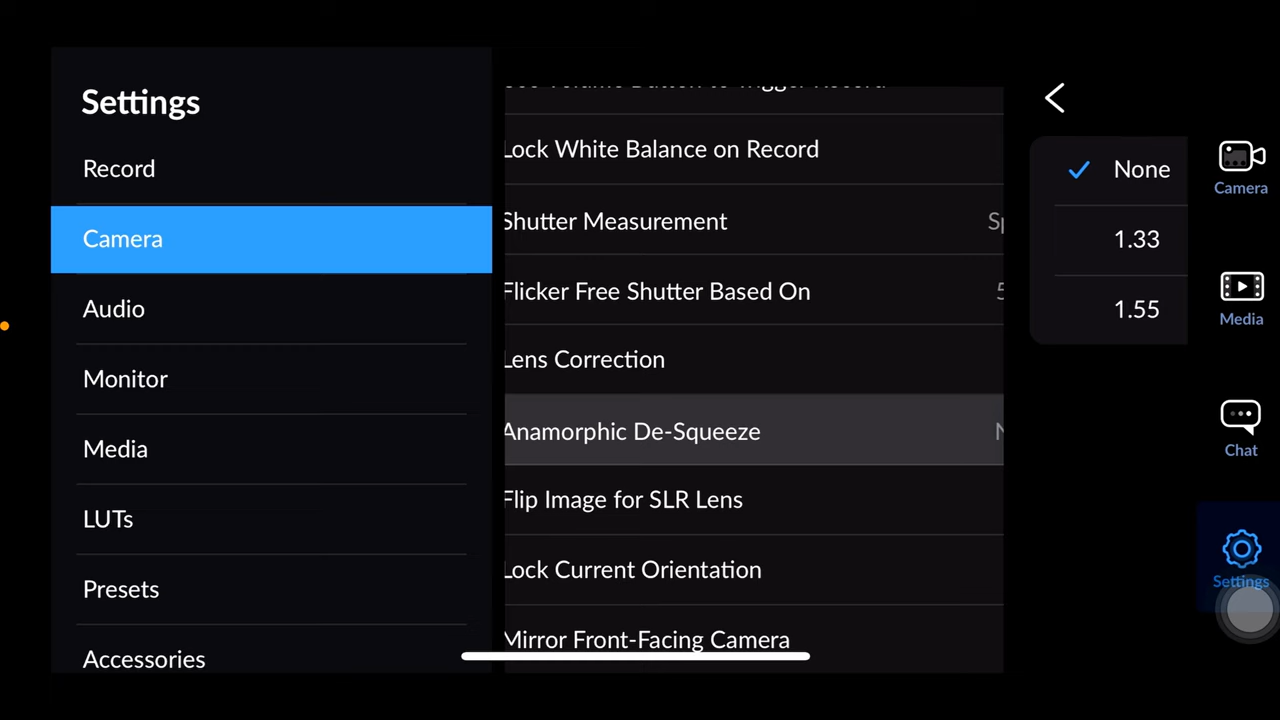 Settings
Record
Camera
Audio
Monitor
Media
LUTs
Presets
Accessories
Lock White Balance on Record
Shutter Measurement
Flicker Free Shutter Based On
Lens Correction
Anamorphic De-Squeeze
Flip Image for SLR Lens
Lock Current Orientation
Mirror Front-Facing Camera
None
1.33
1.55
Camera
Media
Chat
Settings